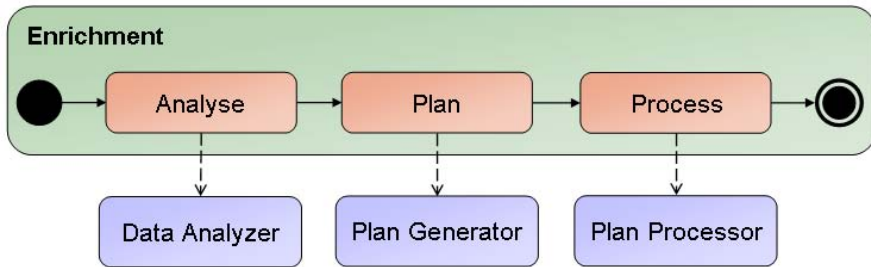 Enrichment
Analyse
Plan
Process
Data Analyzer
Plan Generator
Plan Processor